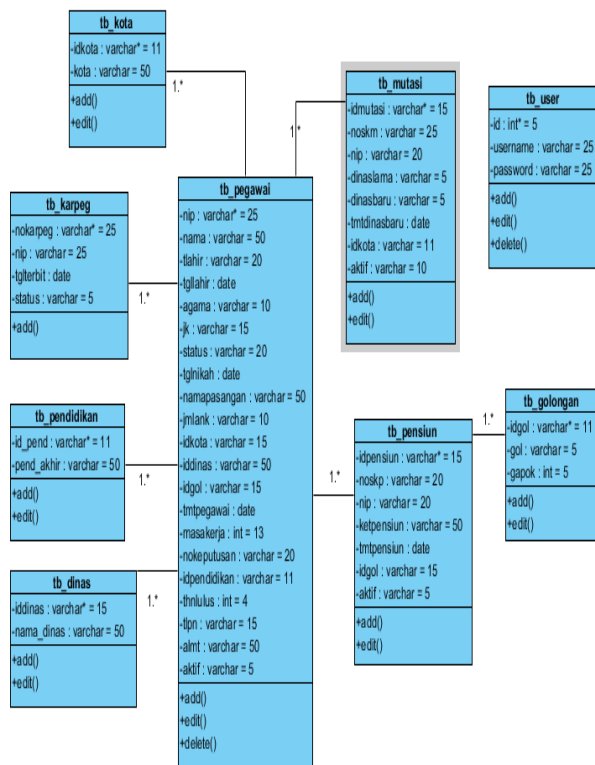 tb_kota
-idkota : varchar* = 11
-kota : varchar = 50
+add()
+edit()
1.*
tb_mutasi
-idmutasi : varchar* = 15
-noskm : varchar = 25
-nip : varchar = 20
-dinaslama : varchar = 5
-dinasbaru : varchar = 5
-tmtdinasbaru : date
-idkota : varchar = 11
-aktif : varchar = 10
+add()
+edit()
1.*
tb_user
-id : int* = 5
-username : varchar = 25
-password : varchar = 25
+add()
+edit()
+delete()
tb_karpeg
-nokarpeg : varchar* = 25
-nip : varchar = 25
-tglterbit : date
-status : varchar = 5
+add()
1.*
tb_pegawai
-nip : varchar* = 25
-nama : varchar = 50
-tlahir : varchar = 20
-tgllahir : date
-agama : varchar = 10
-jk : varchar = 15
-status : varchar = 20
-tglnikah : date
-namapasangan : varchar = 50
-jmlank : varchar = 10
-idkota : varchar = 15
-iddinas : varchar = 50
-idgol : varchar = 15
-tmtpegawai : date
-masakerja : int = 13
-nokeputusan : varchar = 20
-idpendidikan : varchar = 11
-thnlulus : int = 4
-tlpn : varchar = 15
-almt : varchar = 50
-aktif : varchar = 5
+add()
+edit()
+delete()
tb_pendidikan
-id_pend : varchar* = 11
-pend_akhir : varchar = 50
+add()
+edit()
1.*
tb_dinas
-iddinas : varchar* = 15
-nama_dinas : varchar = 50
+add()
+edit()
1.*
tb_pensiun
-idpensiun : varchar* = 15
-noskp : varchar = 20
-nip : varchar = 20
-ketpensiun : varchar = 50
-tmtpensiun : date
-idgol : varchar = 15
-aktif : varchar = 5
+add()
+edit()
1.*
tb_golongan
-idgol : varchar* = 11
-gol : varchar = 5
-gapok : int = 5
+add()
+edit()
1.*